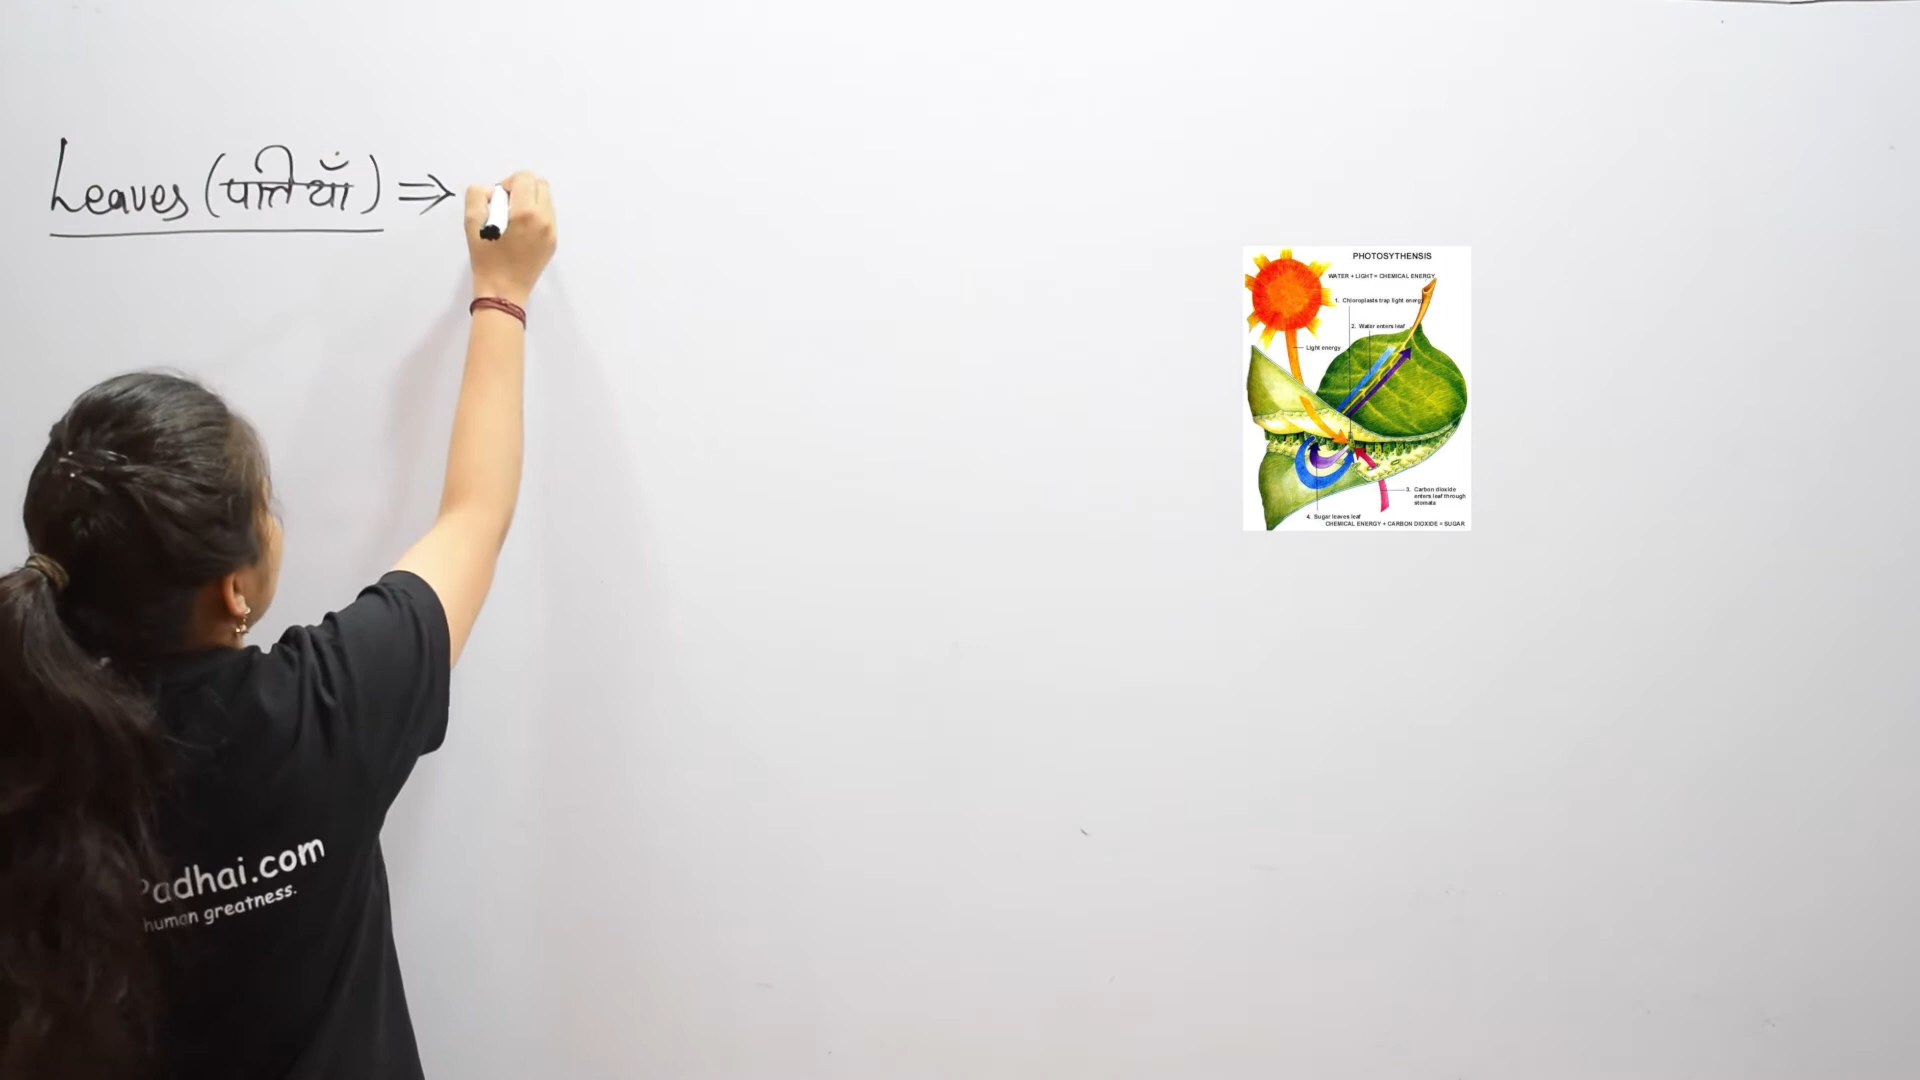 Leaves (पत्तियाँ) ⇒
PHOTOSYTHENSIS
WATER + LIGHT = CHEMICAL ENERGY
1. Chloroplasts trap light energy
2. Water enters leaf
Light energy
3. Carbon dioxide
enters leaf through
stomata
4. Sugar leaves leaf
CHEMICAL ENERGY + CARBON DIOXIDE = SUGAR
Padhai.com
human greatness.